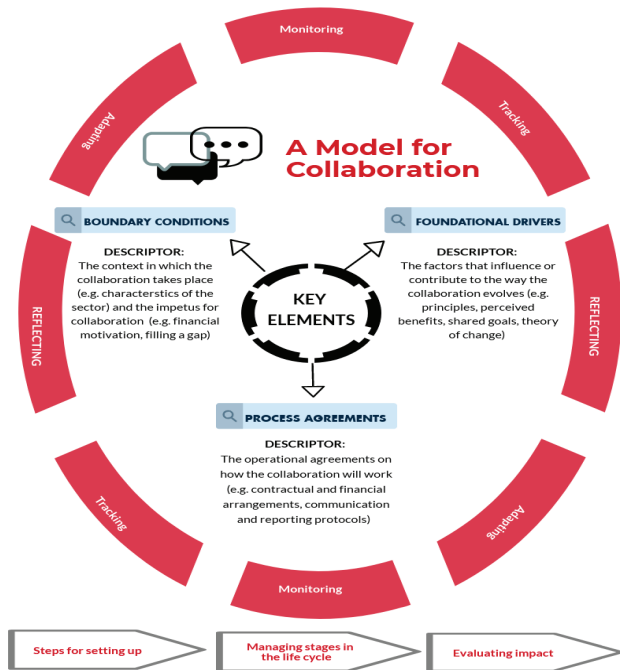 Monitoring
Adapting
Tracking
A Model for
Collaboration
BOUNDARY CONDITIONS
DESCRIPTOR:
The context in which the
collaboration takes place
(e.g. characterstics of the
sector) and the impetus for
collaboration (e.g. financial
motivation, filling a gap)
FOUNDATIONAL DRIVERS
DESCRIPTOR:
The factors that influence or
contribute to the way the
collaboration evolves (e.g.
principles, perceived
benefits, shared goals, theory
of change)
KEY
ELEMENTS
REFLECTING
REFLECTING
PROCESS AGREEMENTS
DESCRIPTOR:
The operational agreements on
how the collaboration will work
(e.g. contractual and financial
arrangements, communication
and reporting protocols)
Tracking
Adapting
Monitoring
Steps for setting up
Managing stages in
the life cycle
Evaluating impact